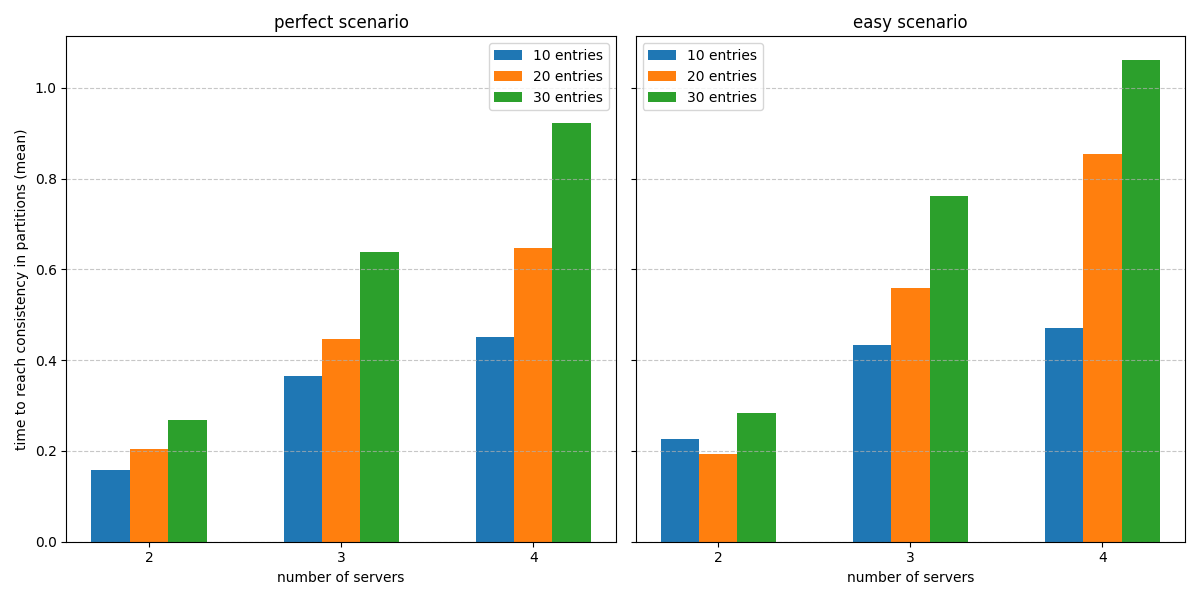 perfect scenario
10 entries
20 entries
30 entries
time to reach consistency in partitions (mean)
1.0
0.8
0.6
0.4
0.2
0.0
2
3
4
number of servers
easy scenario
10 entries
20 entries
30 entries
2
3
4
number of servers